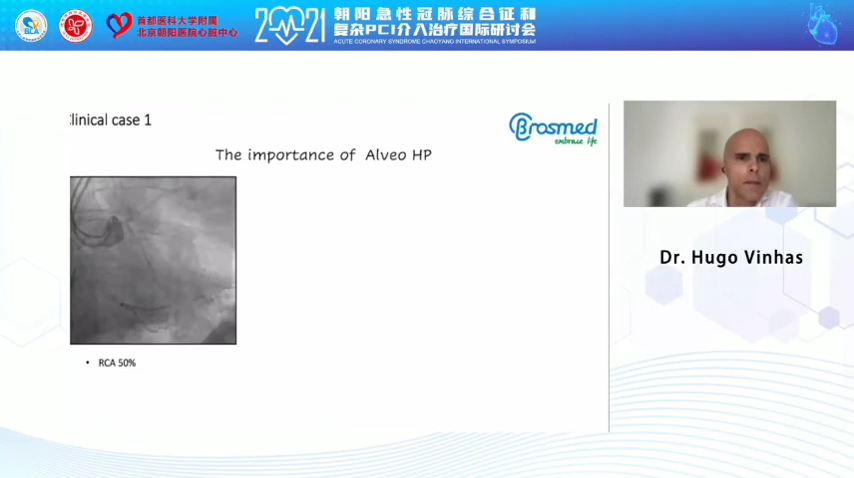 BLA
首都医科大学附属
北京朝阳医院心脏中心
2021
朝阳急性冠脉综合征和
复杂PCI介入治疗国际研讨会
ACUTE CORONARY SYNDROME CHAOYANG INTERNATIONAL SYMPOSIUM
linical case 1
Brosmed
embrace life
The importance of Alveo HP
Dr. Hugo Vinhas
• RCA 50%